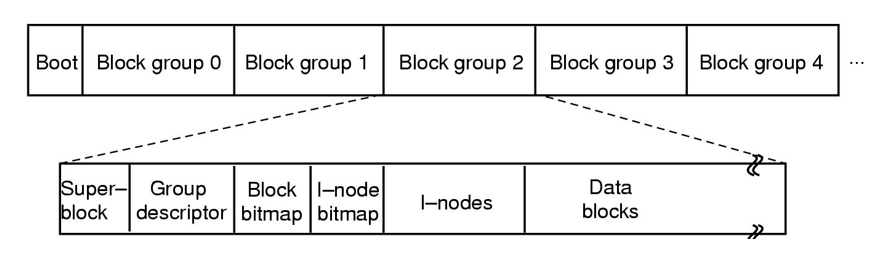 Boot Block group 0 Block group 1 Block group 2 Block group 3 Block group 4 ...
Super–
block
Group
descriptor
Block
bitmap
I–node
bitmap
I–nodes
Data
blocks